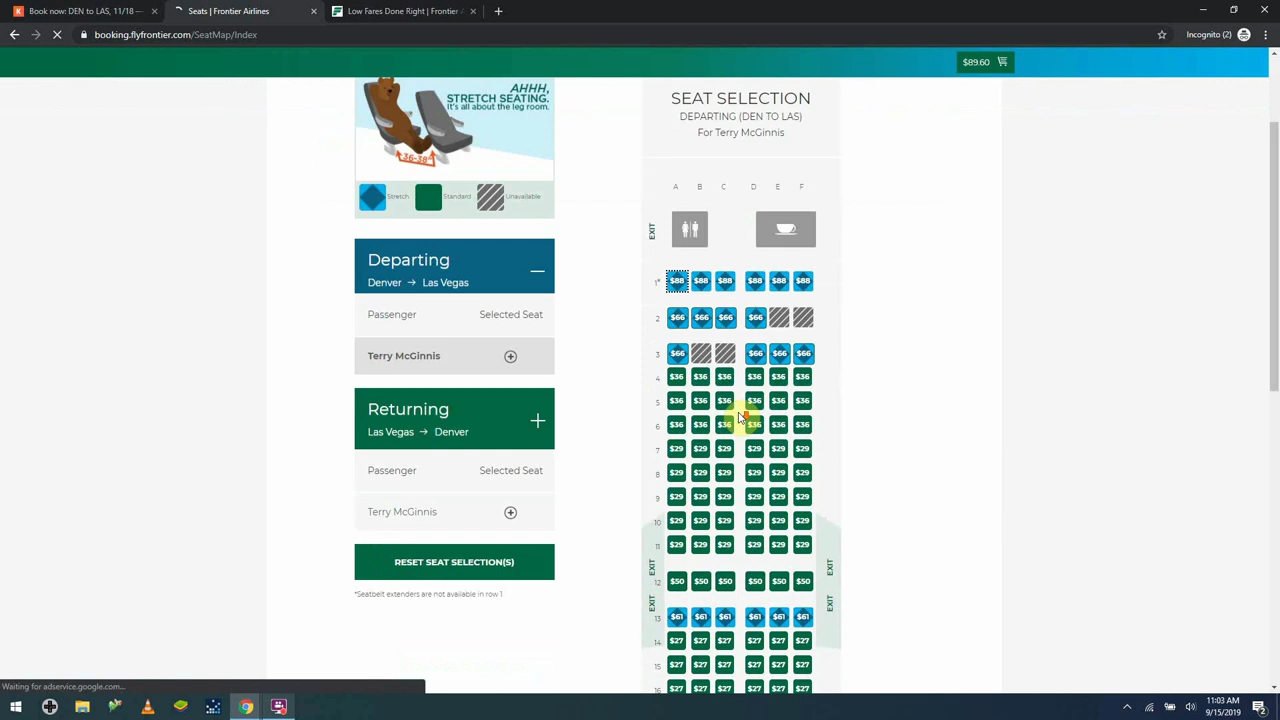 Book now: DEN to LAS, 11/18 —
Seats | Frontier Airlines
Low Fares Done Right | Frontier
booking.flyfrontier.com/SeatMap/Index
Incognito (2)
$89.60
AHHH,
STRETCH SEATING.
It's all about the leg room.
36-38"
Stretch
Standard
Unavailable
Departing
Denver → Las Vegas
Passenger Selected Seat
Terry McGinnis
Returning
Las Vegas → Denver
Passenger Selected Seat
Terry McGinnis
RESET SEAT SELECTION(S)
*Seatbelt extenders are not available in row 1
SEAT SELECTION
DEPARTING (DEN TO LAS)
For Terry McGinnis
A B C D E F
EXIT
1* $88 $88 $88 $88 $88 $88
2 $66 $66 $66 $66
3 $66 $66 $66 $66
4 $36 $36 $36 $36 $36 $36
5 $36 $36 $36 $36 $36 $36
6 $36 $36 $36 $36 $36 $36
7 $29 $29 $29 $29 $29 $29
8 $29 $29 $29 $29 $29 $29
9 $29 $29 $29 $29 $29 $29
10 $29 $29 $29 $29 $29 $29
11 $29 $29 $29 $29 $29 $29
EXIT EXIT
12 $50 $50 $50 $50 $50 $50
EXIT EXIT
13 $61 $61 $61 $61 $61 $61
14 $27 $27 $27 $27 $27 $27
15 $27 $27 $27 $27 $27 $27
16 $27 $27 $27 $27 $27 $27
Waiting for adservice.google.com...
11:03 AM
9/15/2019
2